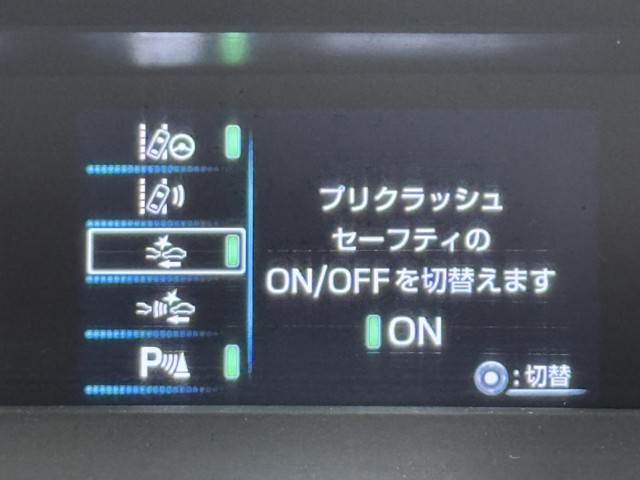 プリクラッシュ
セーフティの
ON/OFFを切替えます
ON
P
:切替